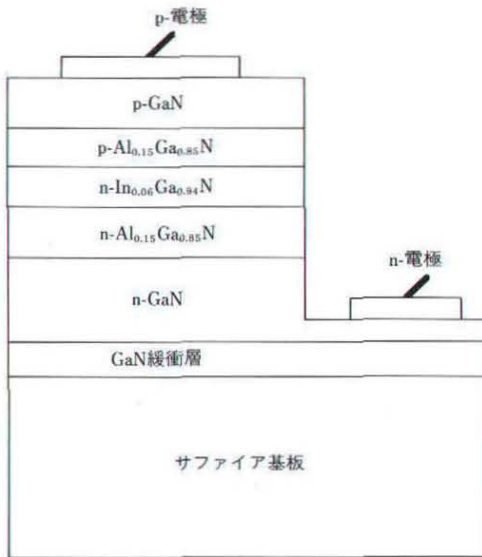 p-電極
p-GaN
p-Al₀.₁₅Ga₀.₈₅N
n-In₀.₀₆Ga₀.₉₄N
n-Al₀.₁₅Ga₀.₈₅N
n-電極
n-GaN
GaN緩衝層
サファイア基板